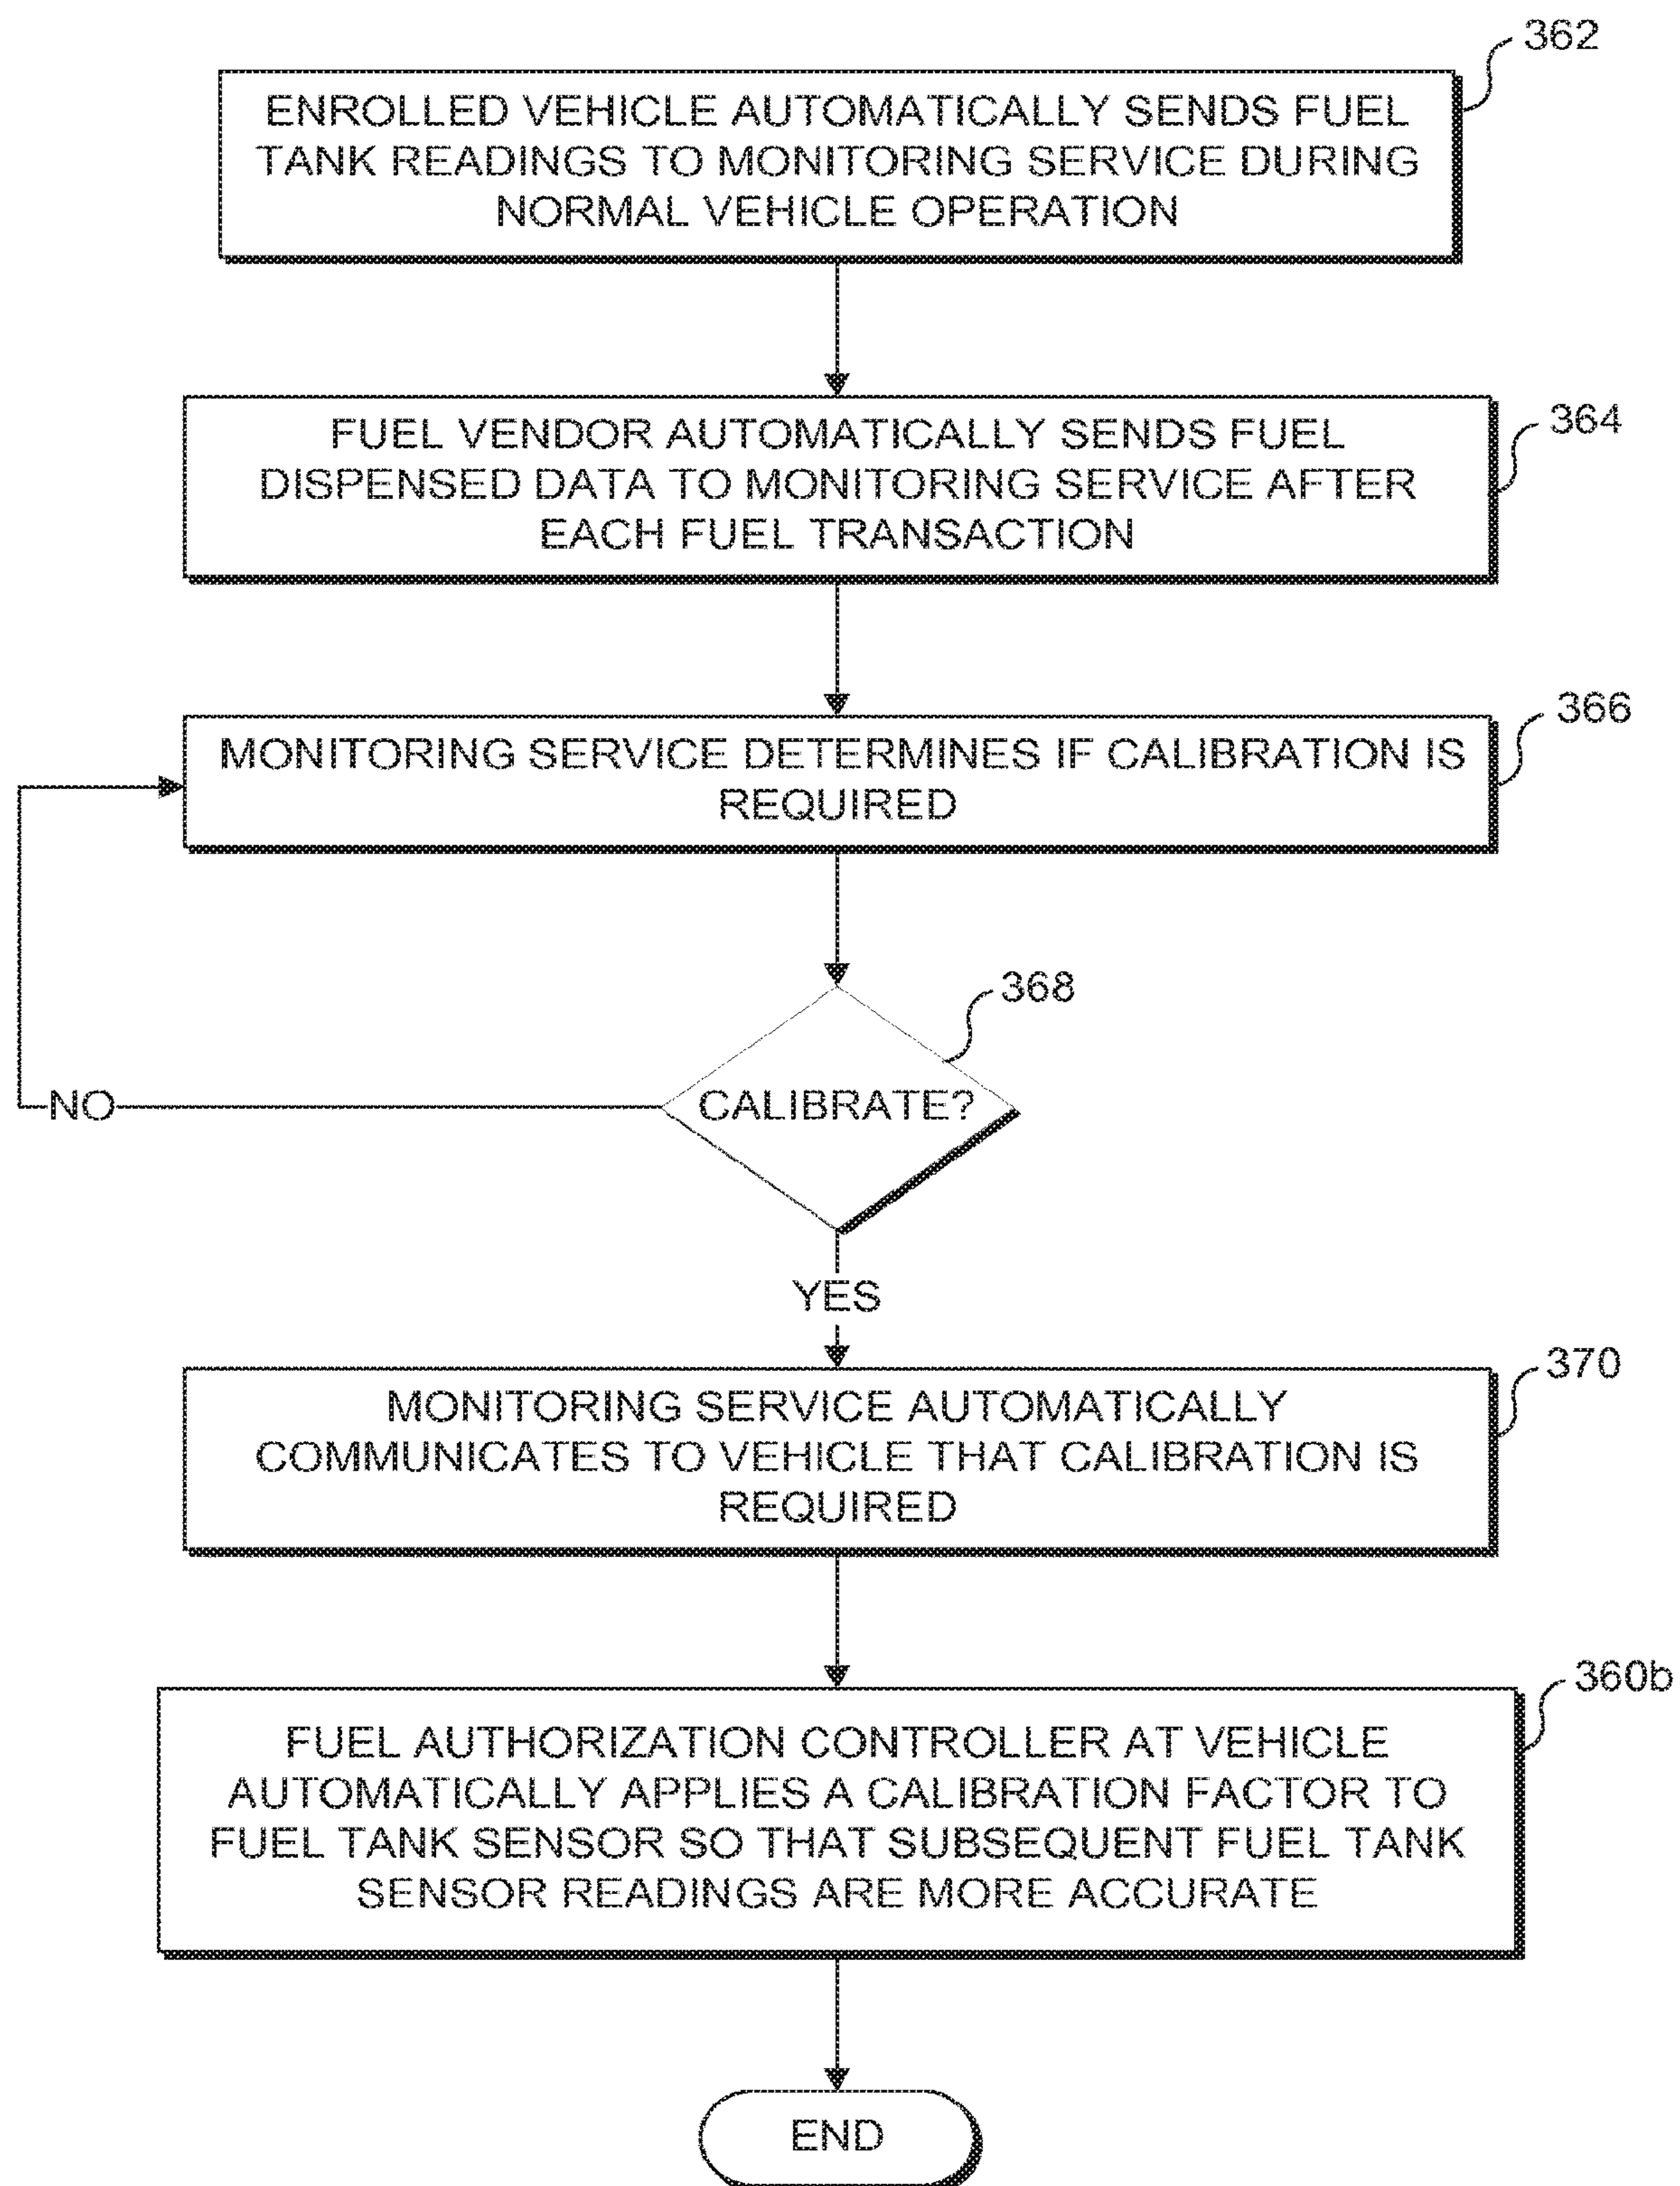 362
ENROLLED VEHICLE AUTOMATICALLY SENDS FUEL
TANK READINGS TO MONITORING SERVICE DURING
NORMAL VEHICLE OPERATION
364
FUEL VENDOR AUTOMATICALLY SENDS FUEL
DISPENSED DATA TO MONITORING SERVICE AFTER
EACH FUEL TRANSACTION
366
MONITORING SERVICE DETERMINES IF CALIBRATION IS
REQUIRED
368
CALIBRATE?
NO
YES
370
MONITORING SERVICE AUTOMATICALLY
COMMUNICATES TO VEHICLE THAT CALIBRATION IS
REQUIRED
360b
FUEL AUTHORIZATION CONTROLLER AT VEHICLE
AUTOMATICALLY APPLIES A CALIBRATION FACTOR TO
FUEL TANK SENSOR SO THAT SUBSEQUENT FUEL TANK
SENSOR READINGS ARE MORE ACCURATE
END